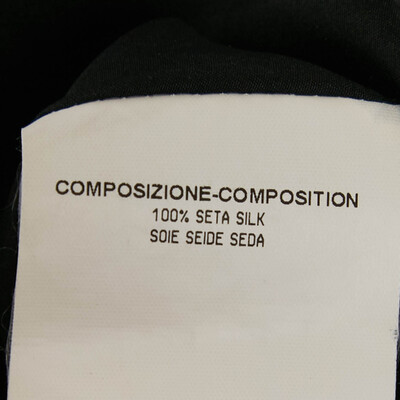 COMPOSIZIONE-COMPOSITION
100% SETA SILK
SOIE SEIDE SEDA